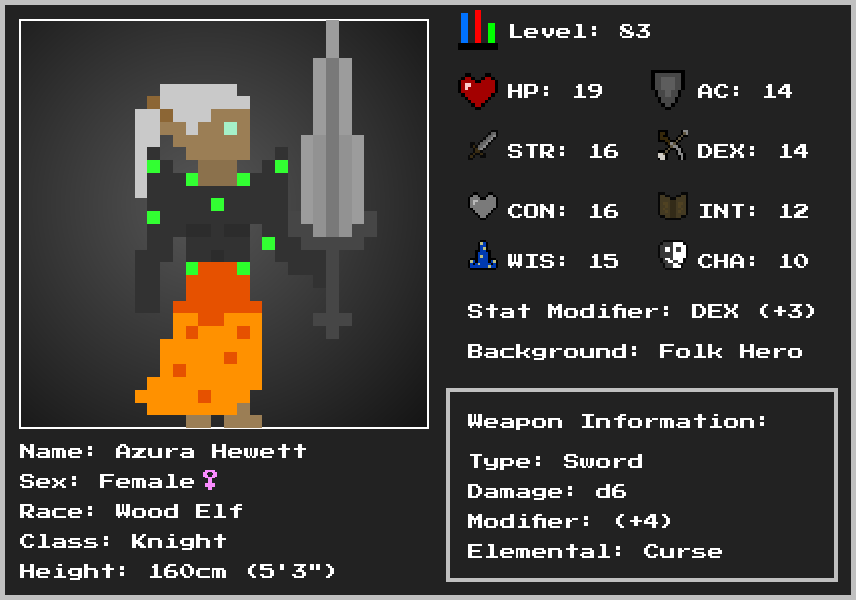 Level: 83
HP: 19 AC: 14
STR: 16 DEX: 14
CON: 16 INT: 12
WIS: 15 CHA: 10
Stat Modifier: DEX (+3)
Background: Folk Hero
Weapon Information:
Type: Sword
Damage: d6
Modifier: (+4)
Elemental: Curse
Name: Azura Hewett
Sex: Female♀
Race: Wood Elf
Class: Knight
Height: 160cm (5'3")